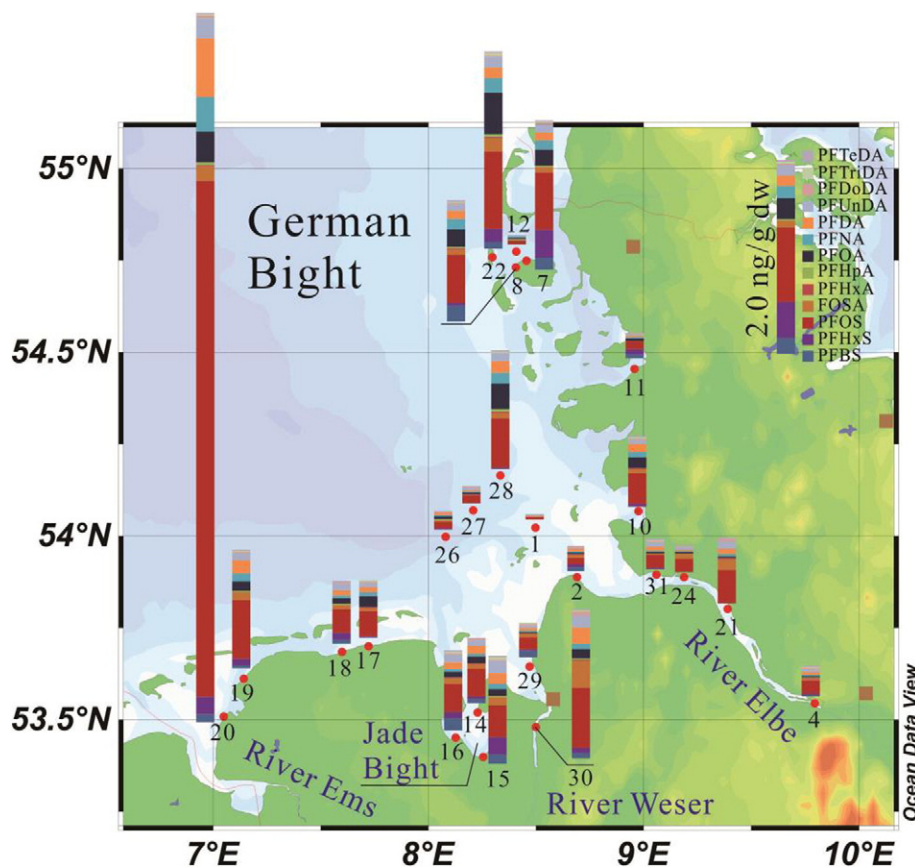 55°N
54.5°N
54°N
53.5°N
7°E
8°E
9°E
10°E
German
Bight
2.0 ng/g dw
PFTeDA
PFTriDA
PFDoDA
PFUnDA
PFDA
PFNA
PFOA
PFHpA
PFHxA
FOSA
PFOS
PFHxS
PFBS
12
22
8
7
11
28
27
26
1
10
2
31
24
21
4
18
17
19
20
29
14
16
15
30
Jade
Bight
River Ems
River Weser
River Elbe
Ocean Data View